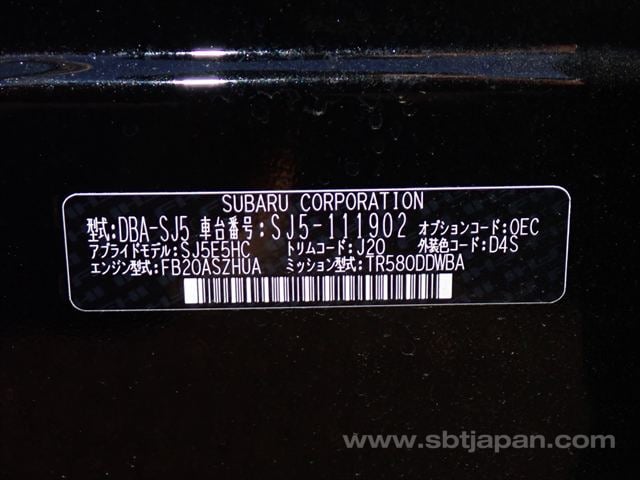 SUBARU CORPORATION
型式:DBA-SJ5 車台番号:SJ5-111902 オプションコード:OEC
アプライドモデル:SJ5E5HC トリムコード:J20 外装色コード:D4S
エンジン型式:FB20ASZHUA ミッション型式:TR580DDWBA
www.sbtjapan.com/